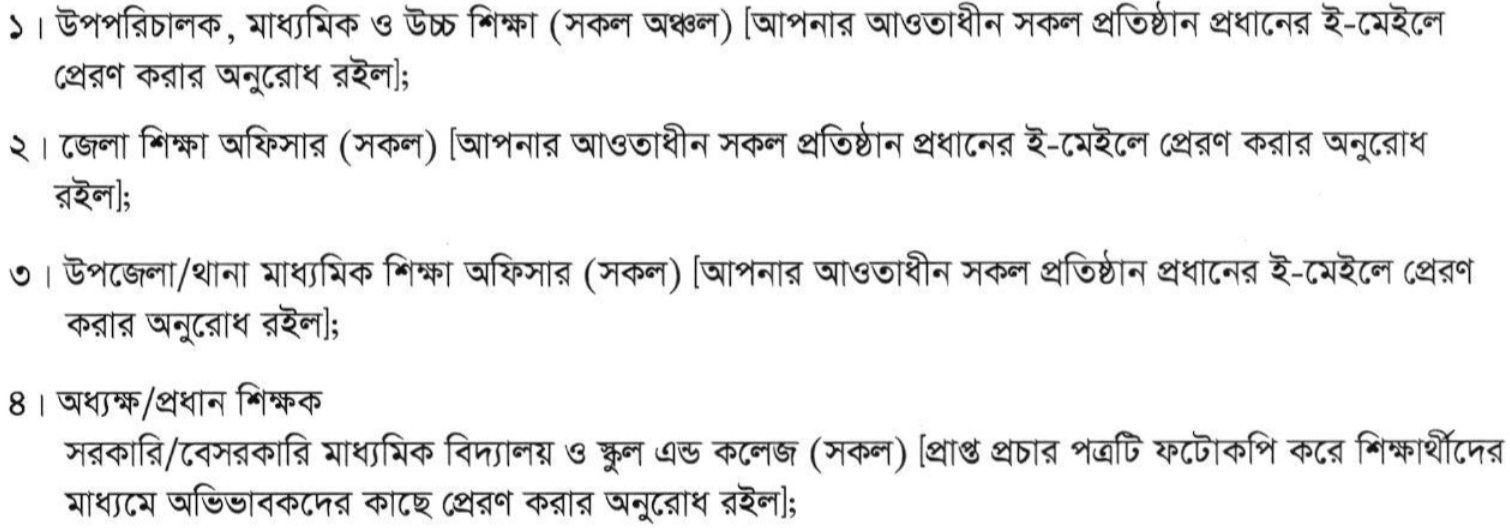 ১। উপপরিচালক, মাধ্যমিক ও উচ্চ শিক্ষা (সকল অঞ্চল) [আপনার আওতাধীন সকল প্রতিষ্ঠান প্রধানের ই-মেইলে
প্রেরণ করার অনুরোধ রইল];
২। জেলা শিক্ষা অফিসার (সকল) [আপনার আওতাধীন সকল প্রতিষ্ঠান প্রধানের ই-মেইলে প্রেরণ করার অনুরোধ
রইল];
৩। উপজেলা/থানা মাধ্যমিক শিক্ষা অফিসার (সকল) [আপনার আওতাধীন সকল প্রতিষ্ঠান প্রধানের ই-মেইলে প্রেরণ
করার অনুরোধ রইল];
৪। অধ্যক্ষ/প্রধান শিক্ষক
সরকারি/বেসরকারি মাধ্যমিক বিদ্যালয় ও স্কুল এন্ড কলেজ (সকল) [প্রাপ্ত প্রচার পত্রটি ফটোকপি করে শিক্ষার্থীদের
মাধ্যমে অভিভাবকদের কাছে প্রেরণ করার অনুরোধ রইল];